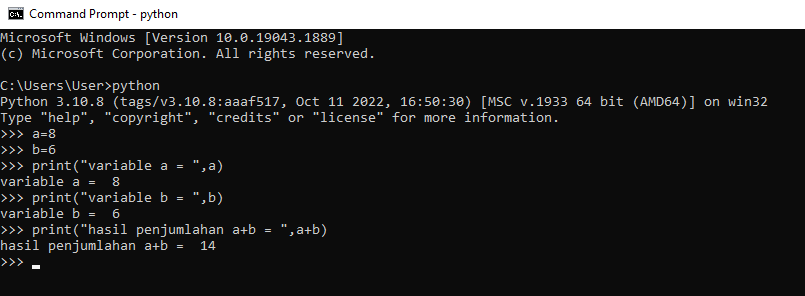 Command Prompt - python
Microsoft Windows [Version 10.0.19043.1889]
(c) Microsoft Corporation. All rights reserved.
C:\Users\User>python
Python 3.10.8 (tags/v3.10.8:aaaf517, Oct 11 2022, 16:50:30) [MSC v.1933 64 bit (AMD64)] on win32
Type "help", "copyright", "credits" or "license" for more information.
>>> a=8
>>> b=6
>>> print("variable a = ",a)
variable a =  8
>>> print("variable b = ",b)
variable b =  6
>>> print("hasil penjumlahan a+b = ",a+b)
hasil penjumlahan a+b =  14
>>>